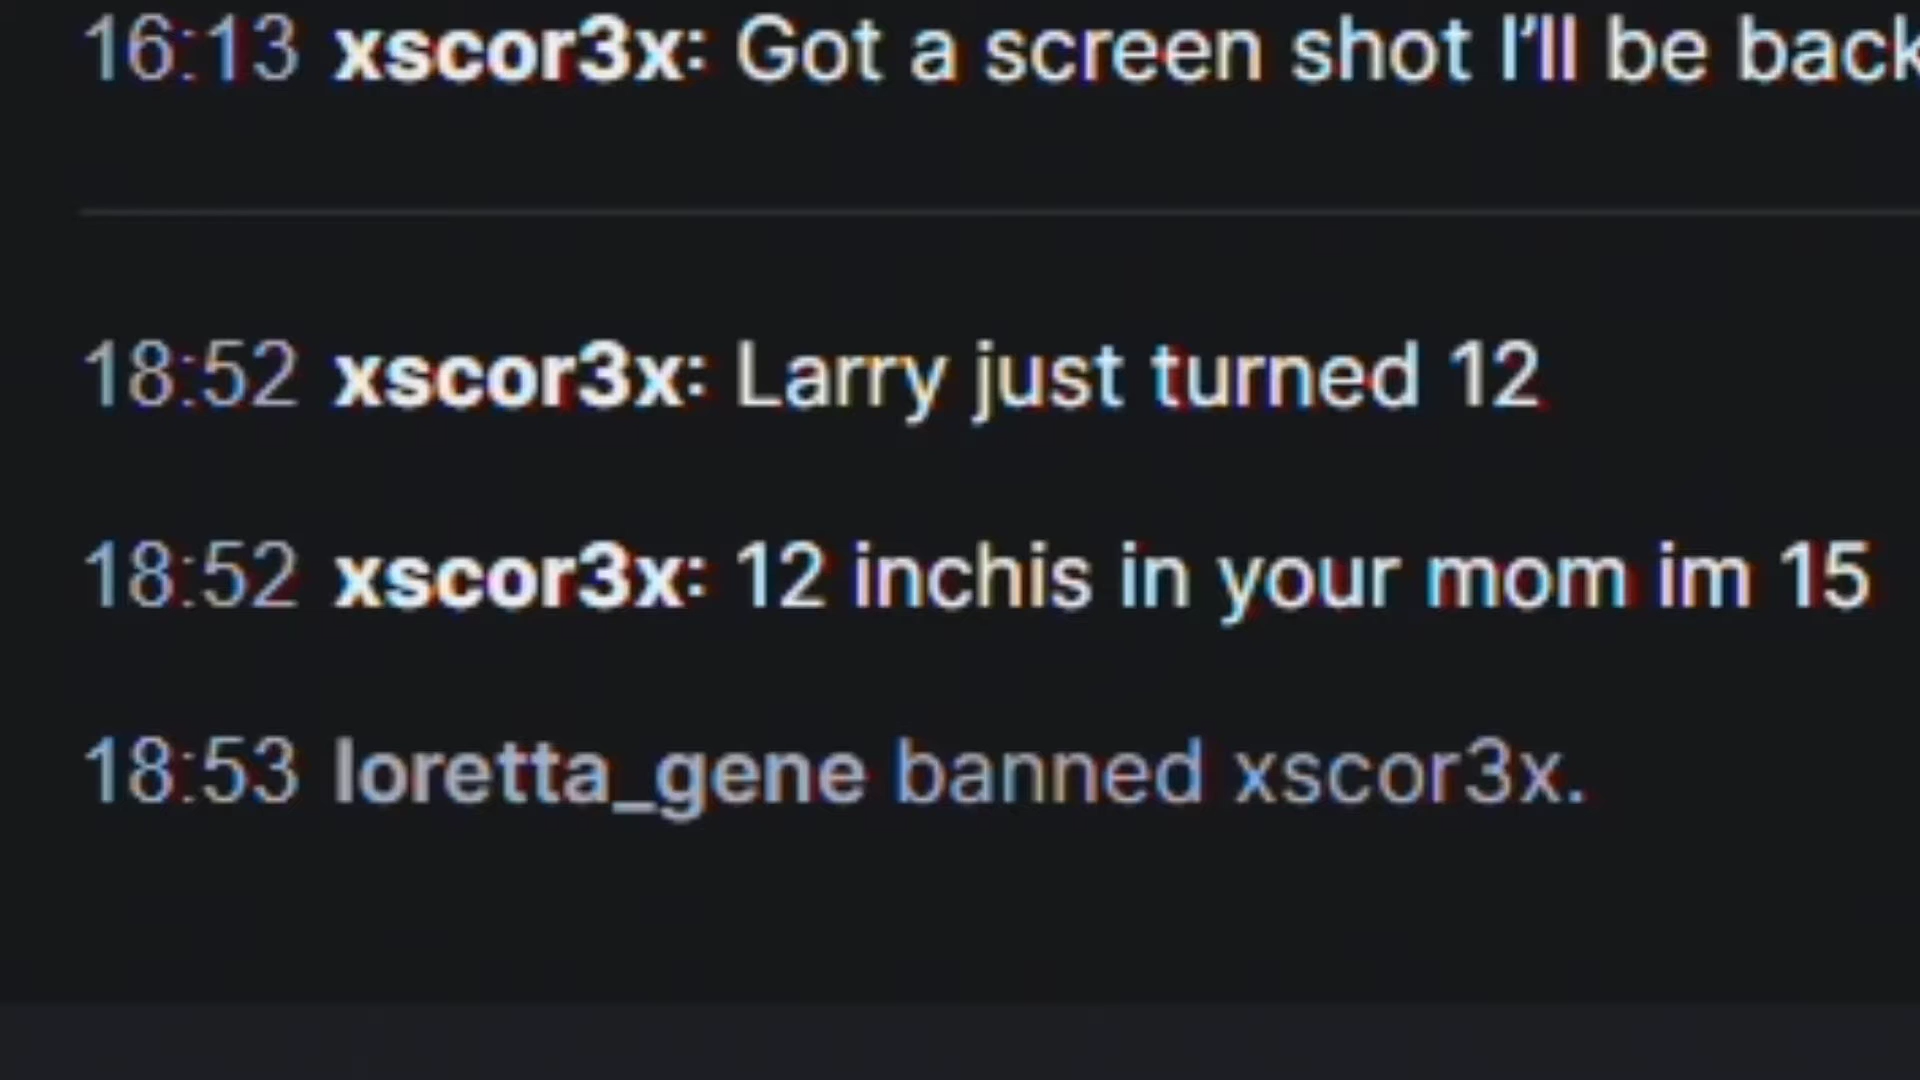 16:13 xscor3x: Got a screen shot I'll be back
18:52 xscor3x: Larry just turned 12
18:52 xscor3x: 12 inchis in your mom im 15
18:53 loretta_gene banned xscor3x.